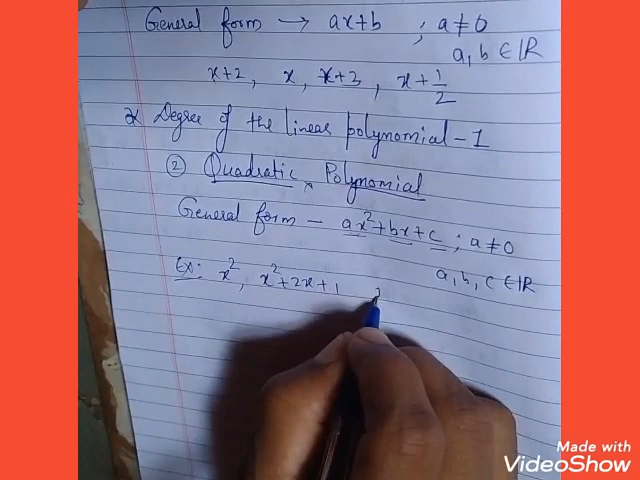 General form → ax+b ; a≠0
a, b ∈ IR
x+2, x, x+3, x+1/2
Degree of the linear polynomial - 1
② Quadratic Polynomial
General form - ax²+bx+c ; a≠0
a, b, c ∈ IR
Ex: x², x²+2x+1
Made with
VideoShow